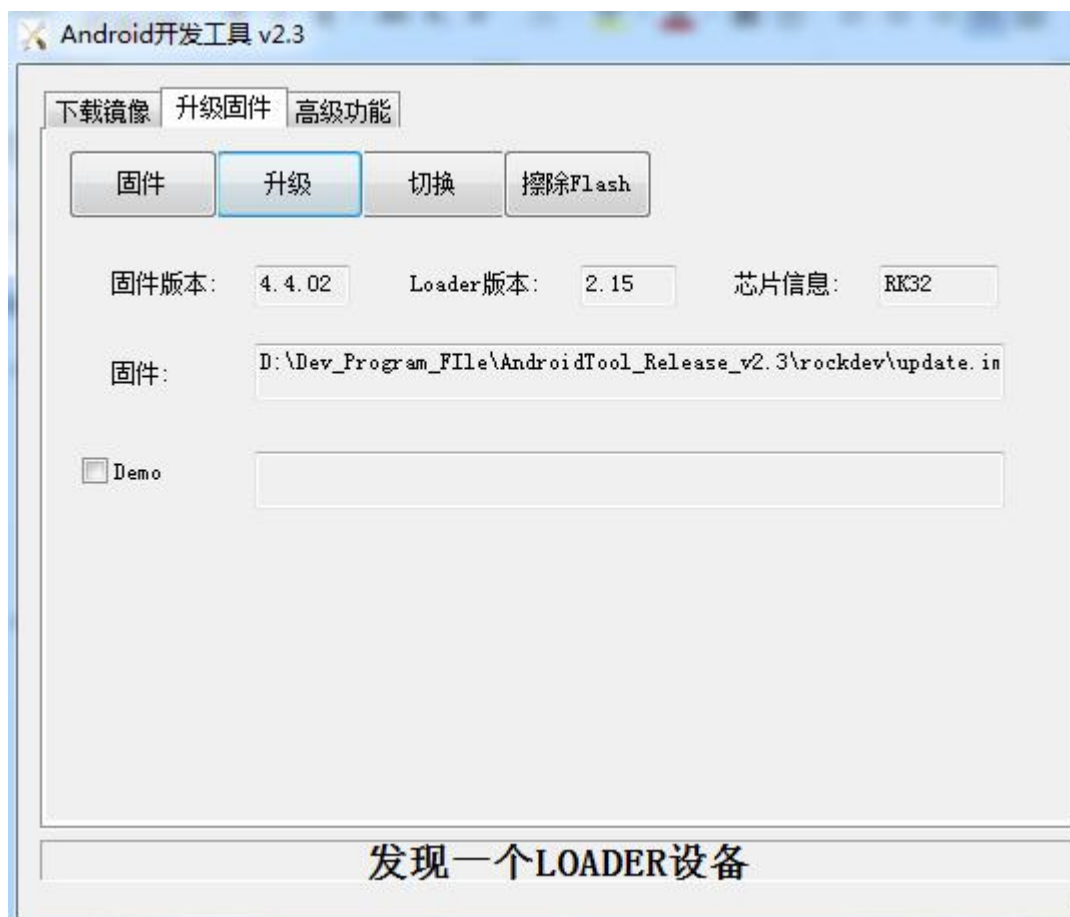 Android开发工具 v2.3
下载镜像 升级固件 高级功能
固件 升级 切换 擦除Flash
固件版本: 4.4.02 Loader版本: 2.15 芯片信息: RK32
固件: D:\Dev_Program_FIle\AndroidTool_Release_v2.3\rockdev\update.im
Demo
发现一个LOADER设备